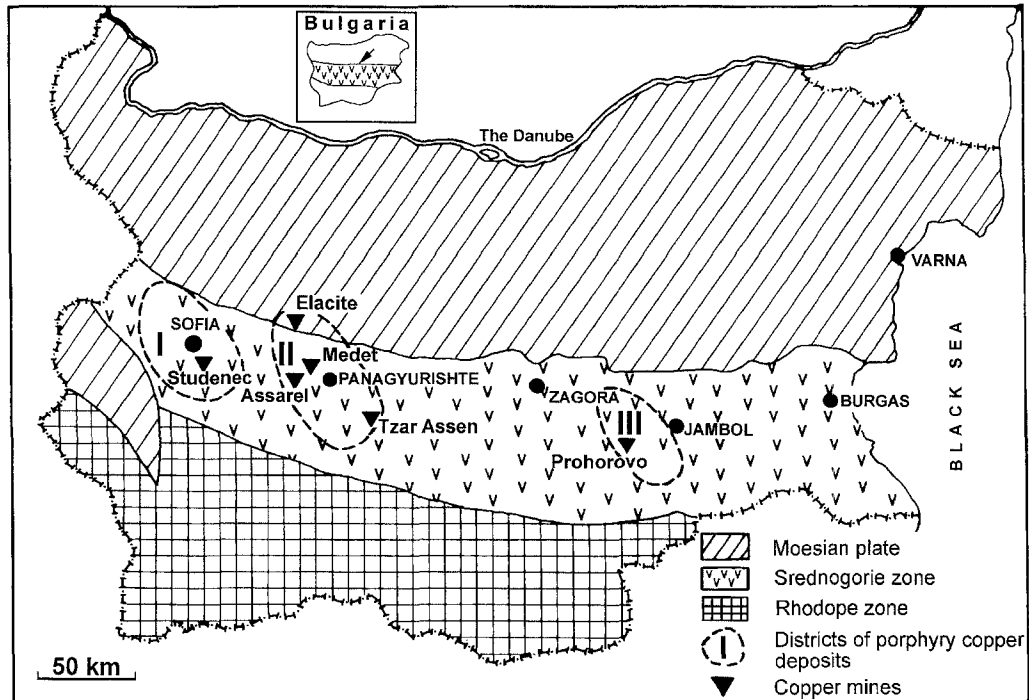 Bulgaria
The Danube
VARNA
Elacite
SOFIA
I
II
Medet
Studenec
Assarel
PANAGYURISHTE
ZAGORA
BURGAS
Tzar Assen
III
JAMBOL
Prohorovo
BLACK SEA
Moesian plate
Srednogorie zone
Rhodope zone
I
Districts of porphyry copper
deposits
Copper mines
50 km